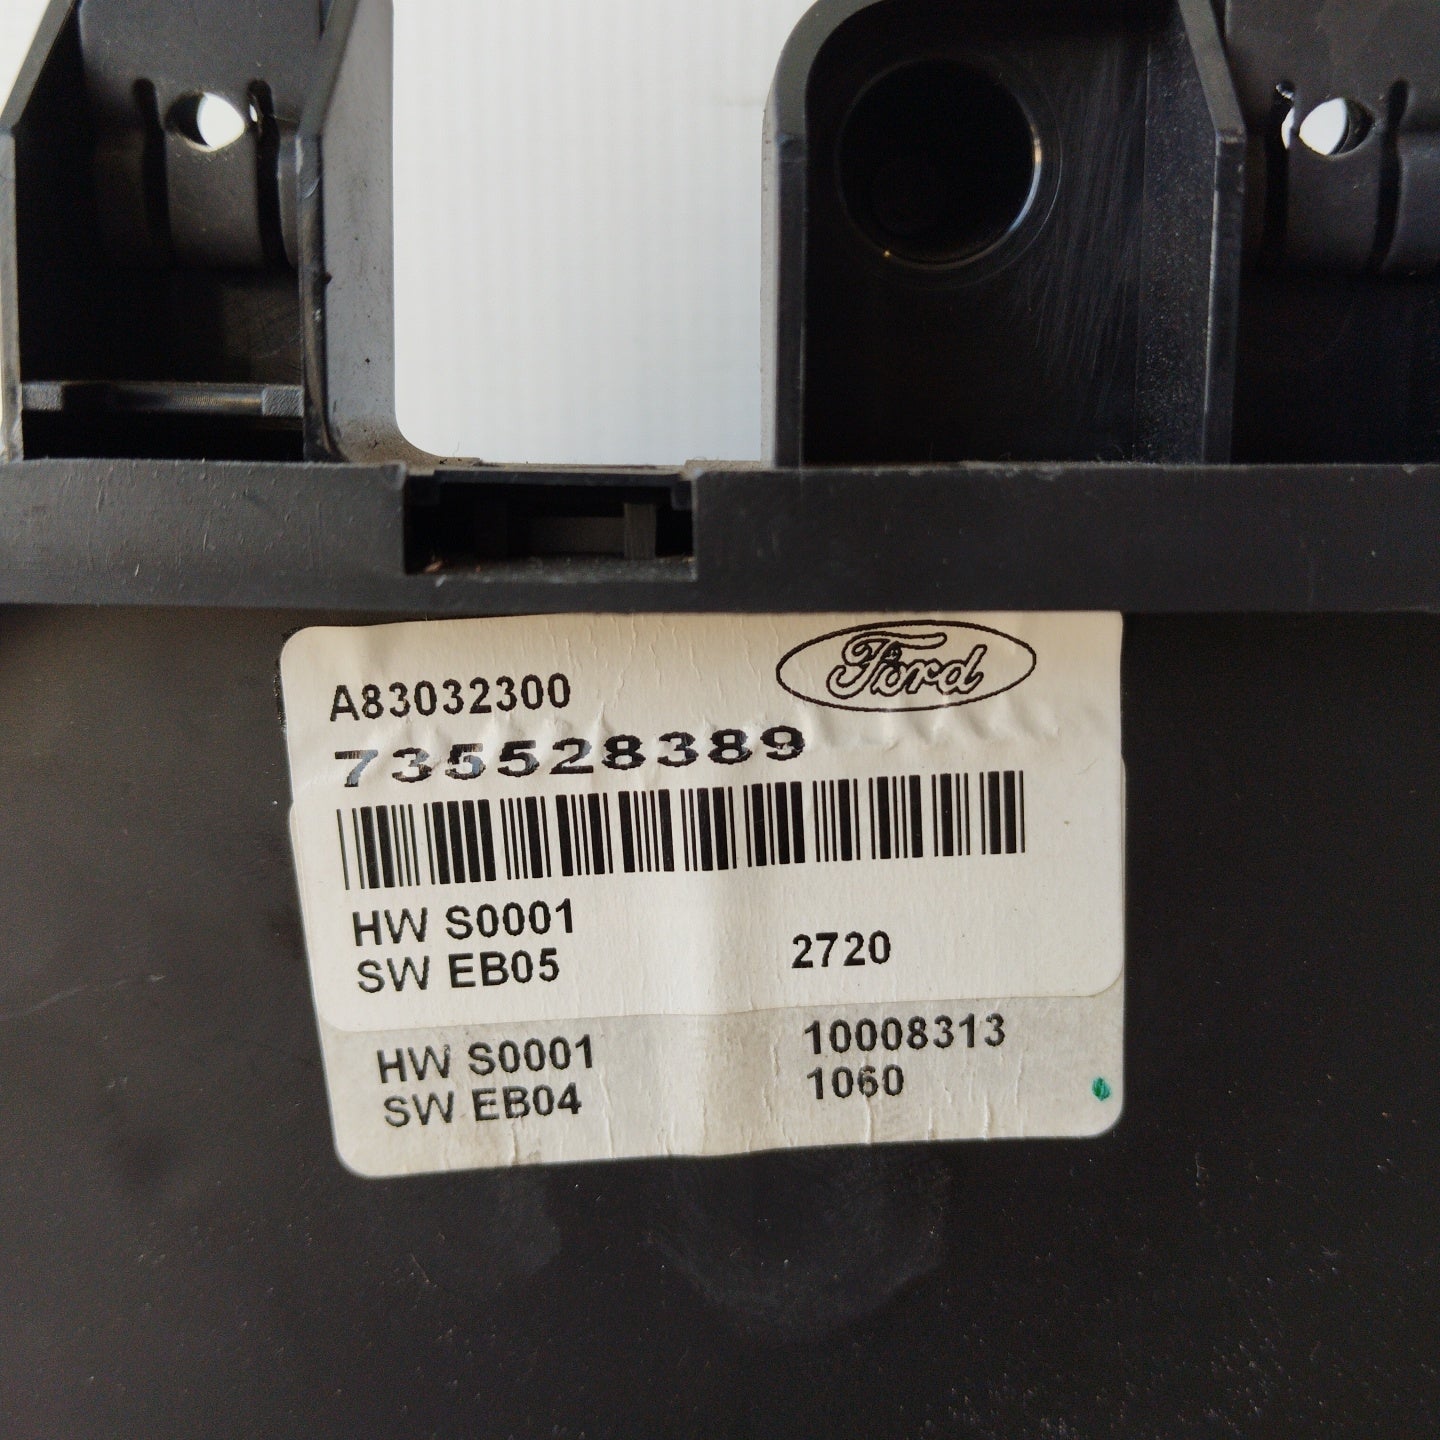 Ford
A83032300
735528389
HW S0001
SW EB05 2720
HW S0001 10008313
SW EB04 1060